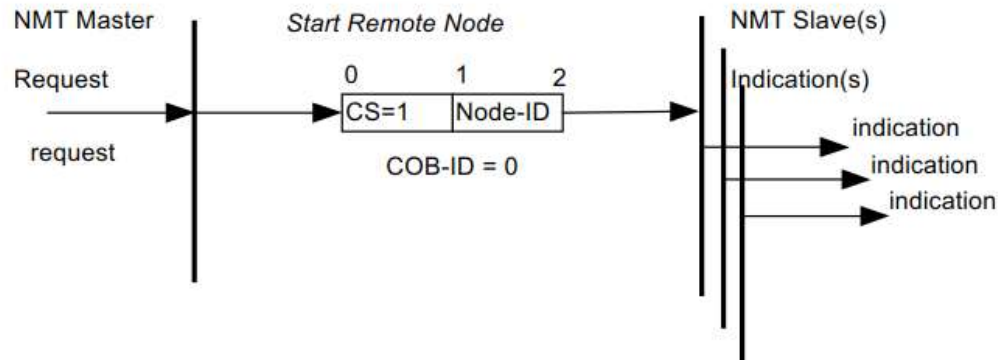 NMT Master
Start Remote Node
NMT Slave(s)
Request
0 1 2
Indication(s)
CS=1 Node-ID
request
COB-ID = 0
indication
indication
indication